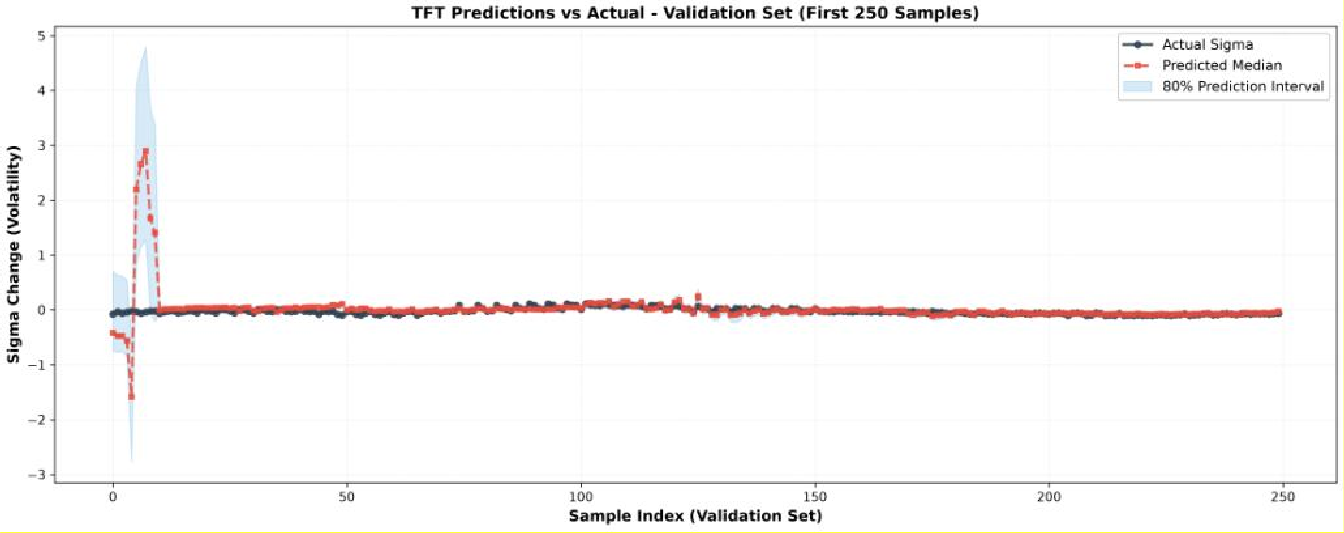 TFT Predictions vs Actual - Validation Set (First 250 Samples)
Actual Sigma
Predicted Median
80% Prediction Interval
Sigma Change (Volatility)
5
4
3
2
1
0
−1
−2
−3
0 50 100 150 200 250
Sample Index (Validation Set)